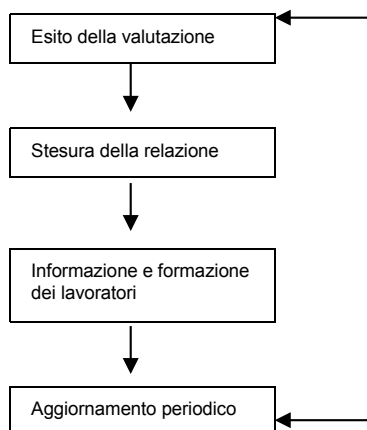 Esito della valutazione
Stesura della relazione
Informazione e formazione
dei lavoratori
Aggiornamento periodico